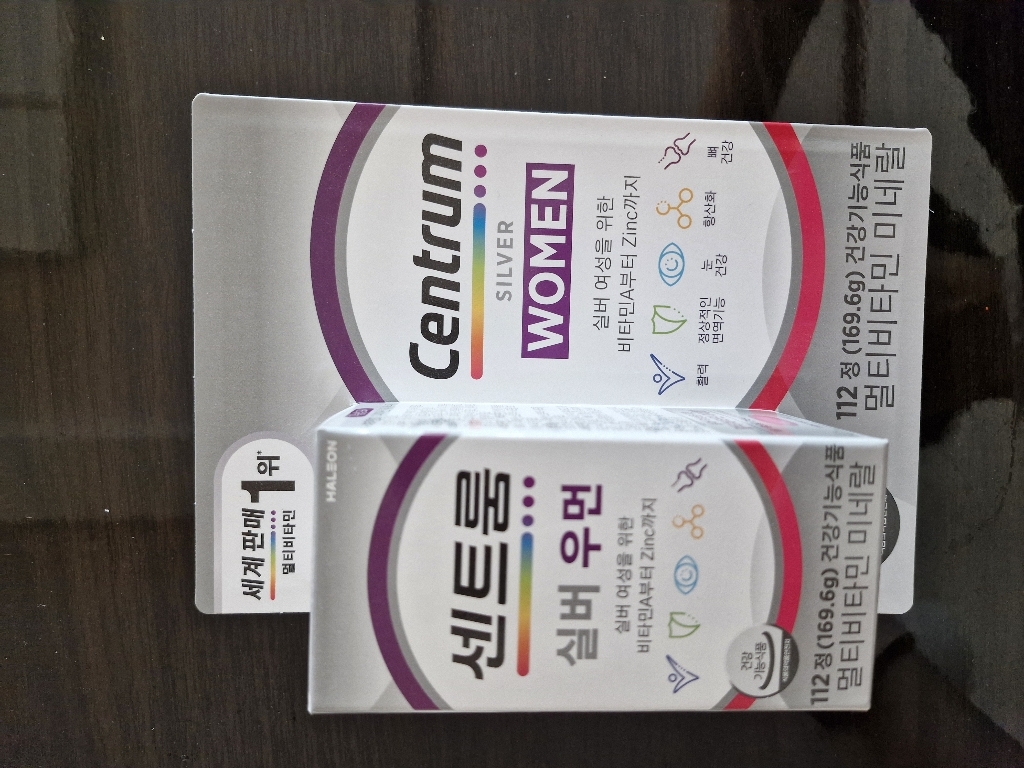 세계 판매 1위*
멀티비타민
Centrum
SILVER
WOMEN
실버 여성을 위한
비타민A부터 Zinc까지
활력
정상적인
면역기능
눈
건강
항산화
뼈
건강
112 정 (169.6g) 건강기능식품
멀티비타민 미네랄
HALEON
센트룸
실버 우먼
실버 여성을 위한
비타민A부터 Zinc까지
건강
기능식품
112 정 (169.6g) 건강기능식품
멀티비타민 미네랄